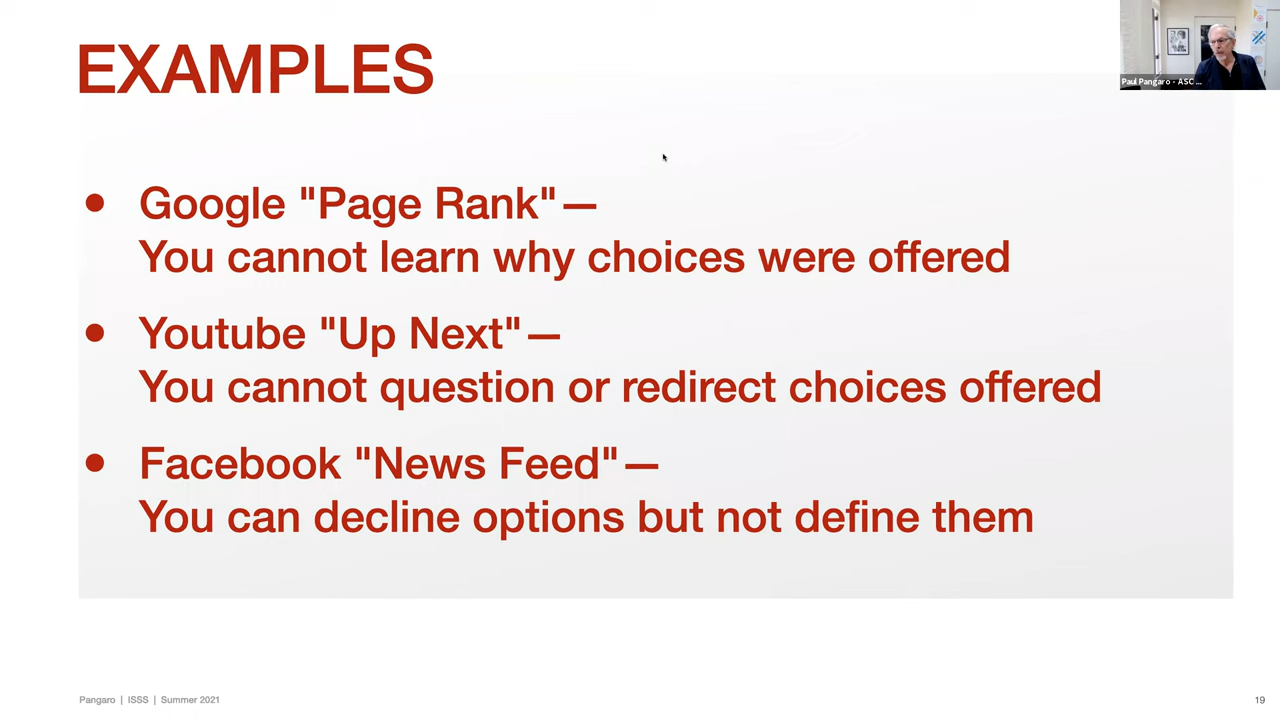 EXAMPLES
Paul Pangaro - ASC ...
• Google "Page Rank"—
You cannot learn why choices were offered
• Youtube "Up Next"—
You cannot question or redirect choices offered
• Facebook "News Feed"—
You can decline options but not define them
Pangaro | ISSS | Summer 2021
19